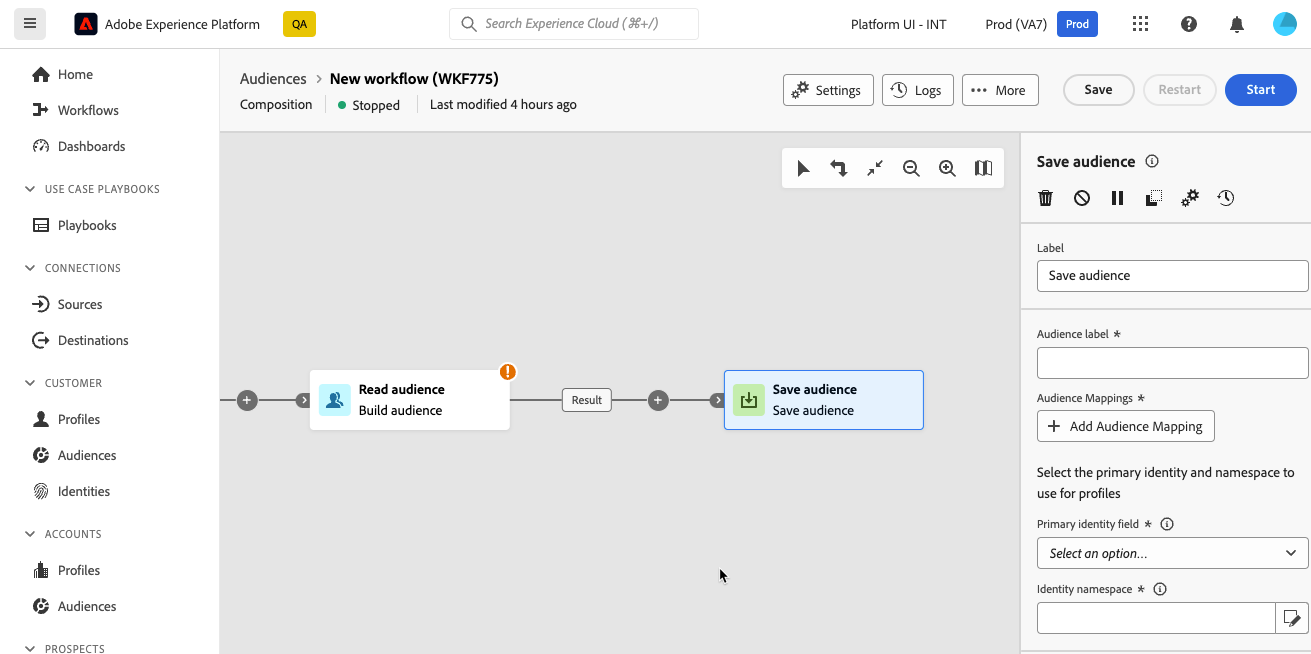 Adobe Experience Platform
QA
Search Experience Cloud (⌘+/)
Platform UI - INT
Prod (VA7)
Prod
Home
Workflows
Dashboards
USE CASE PLAYBOOKS
Playbooks
CONNECTIONS
Sources
Destinations
CUSTOMER
Profiles
Audiences
Identities
ACCOUNTS
Profiles
Audiences
PROSPECTS
Audiences > New workflow (WKF775)
Composition
Stopped
Last modified 4 hours ago
Settings
Logs
More
Save
Restart
Start
Read audience
Build audience
Result
Save audience
Save audience
Save audience
Label
Save audience
Audience label *
Audience Mappings *
Add Audience Mapping
Select the primary identity and namespace to
use for profiles
Primary identity field *
Select an option...
Identity namespace *